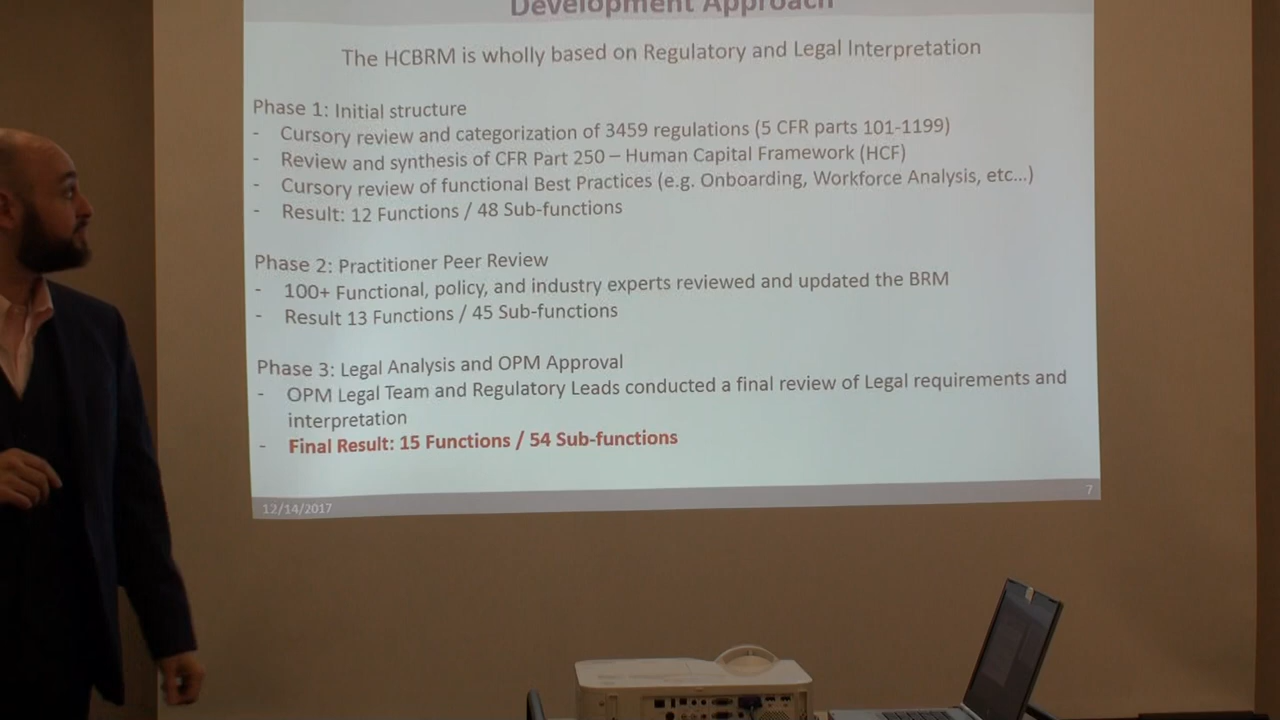 Development Approach
The HCBRM is wholly based on Regulatory and Legal Interpretation
Phase 1: Initial structure
- Cursory review and categorization of 3459 regulations (5 CFR parts 101-1199)
- Review and synthesis of CFR Part 250 – Human Capital Framework (HCF)
- Cursory review of functional Best Practices (e.g. Onboarding, Workforce Analysis, etc...)
- Result: 12 Functions / 48 Sub-functions
Phase 2: Practitioner Peer Review
- 100+ Functional, policy, and industry experts reviewed and updated the BRM
- Result 13 Functions / 45 Sub-functions
Phase 3: Legal Analysis and OPM Approval
- OPM Legal Team and Regulatory Leads conducted a final review of Legal requirements and
interpretation
- Final Result: 15 Functions / 54 Sub-functions
12/14/2017
7